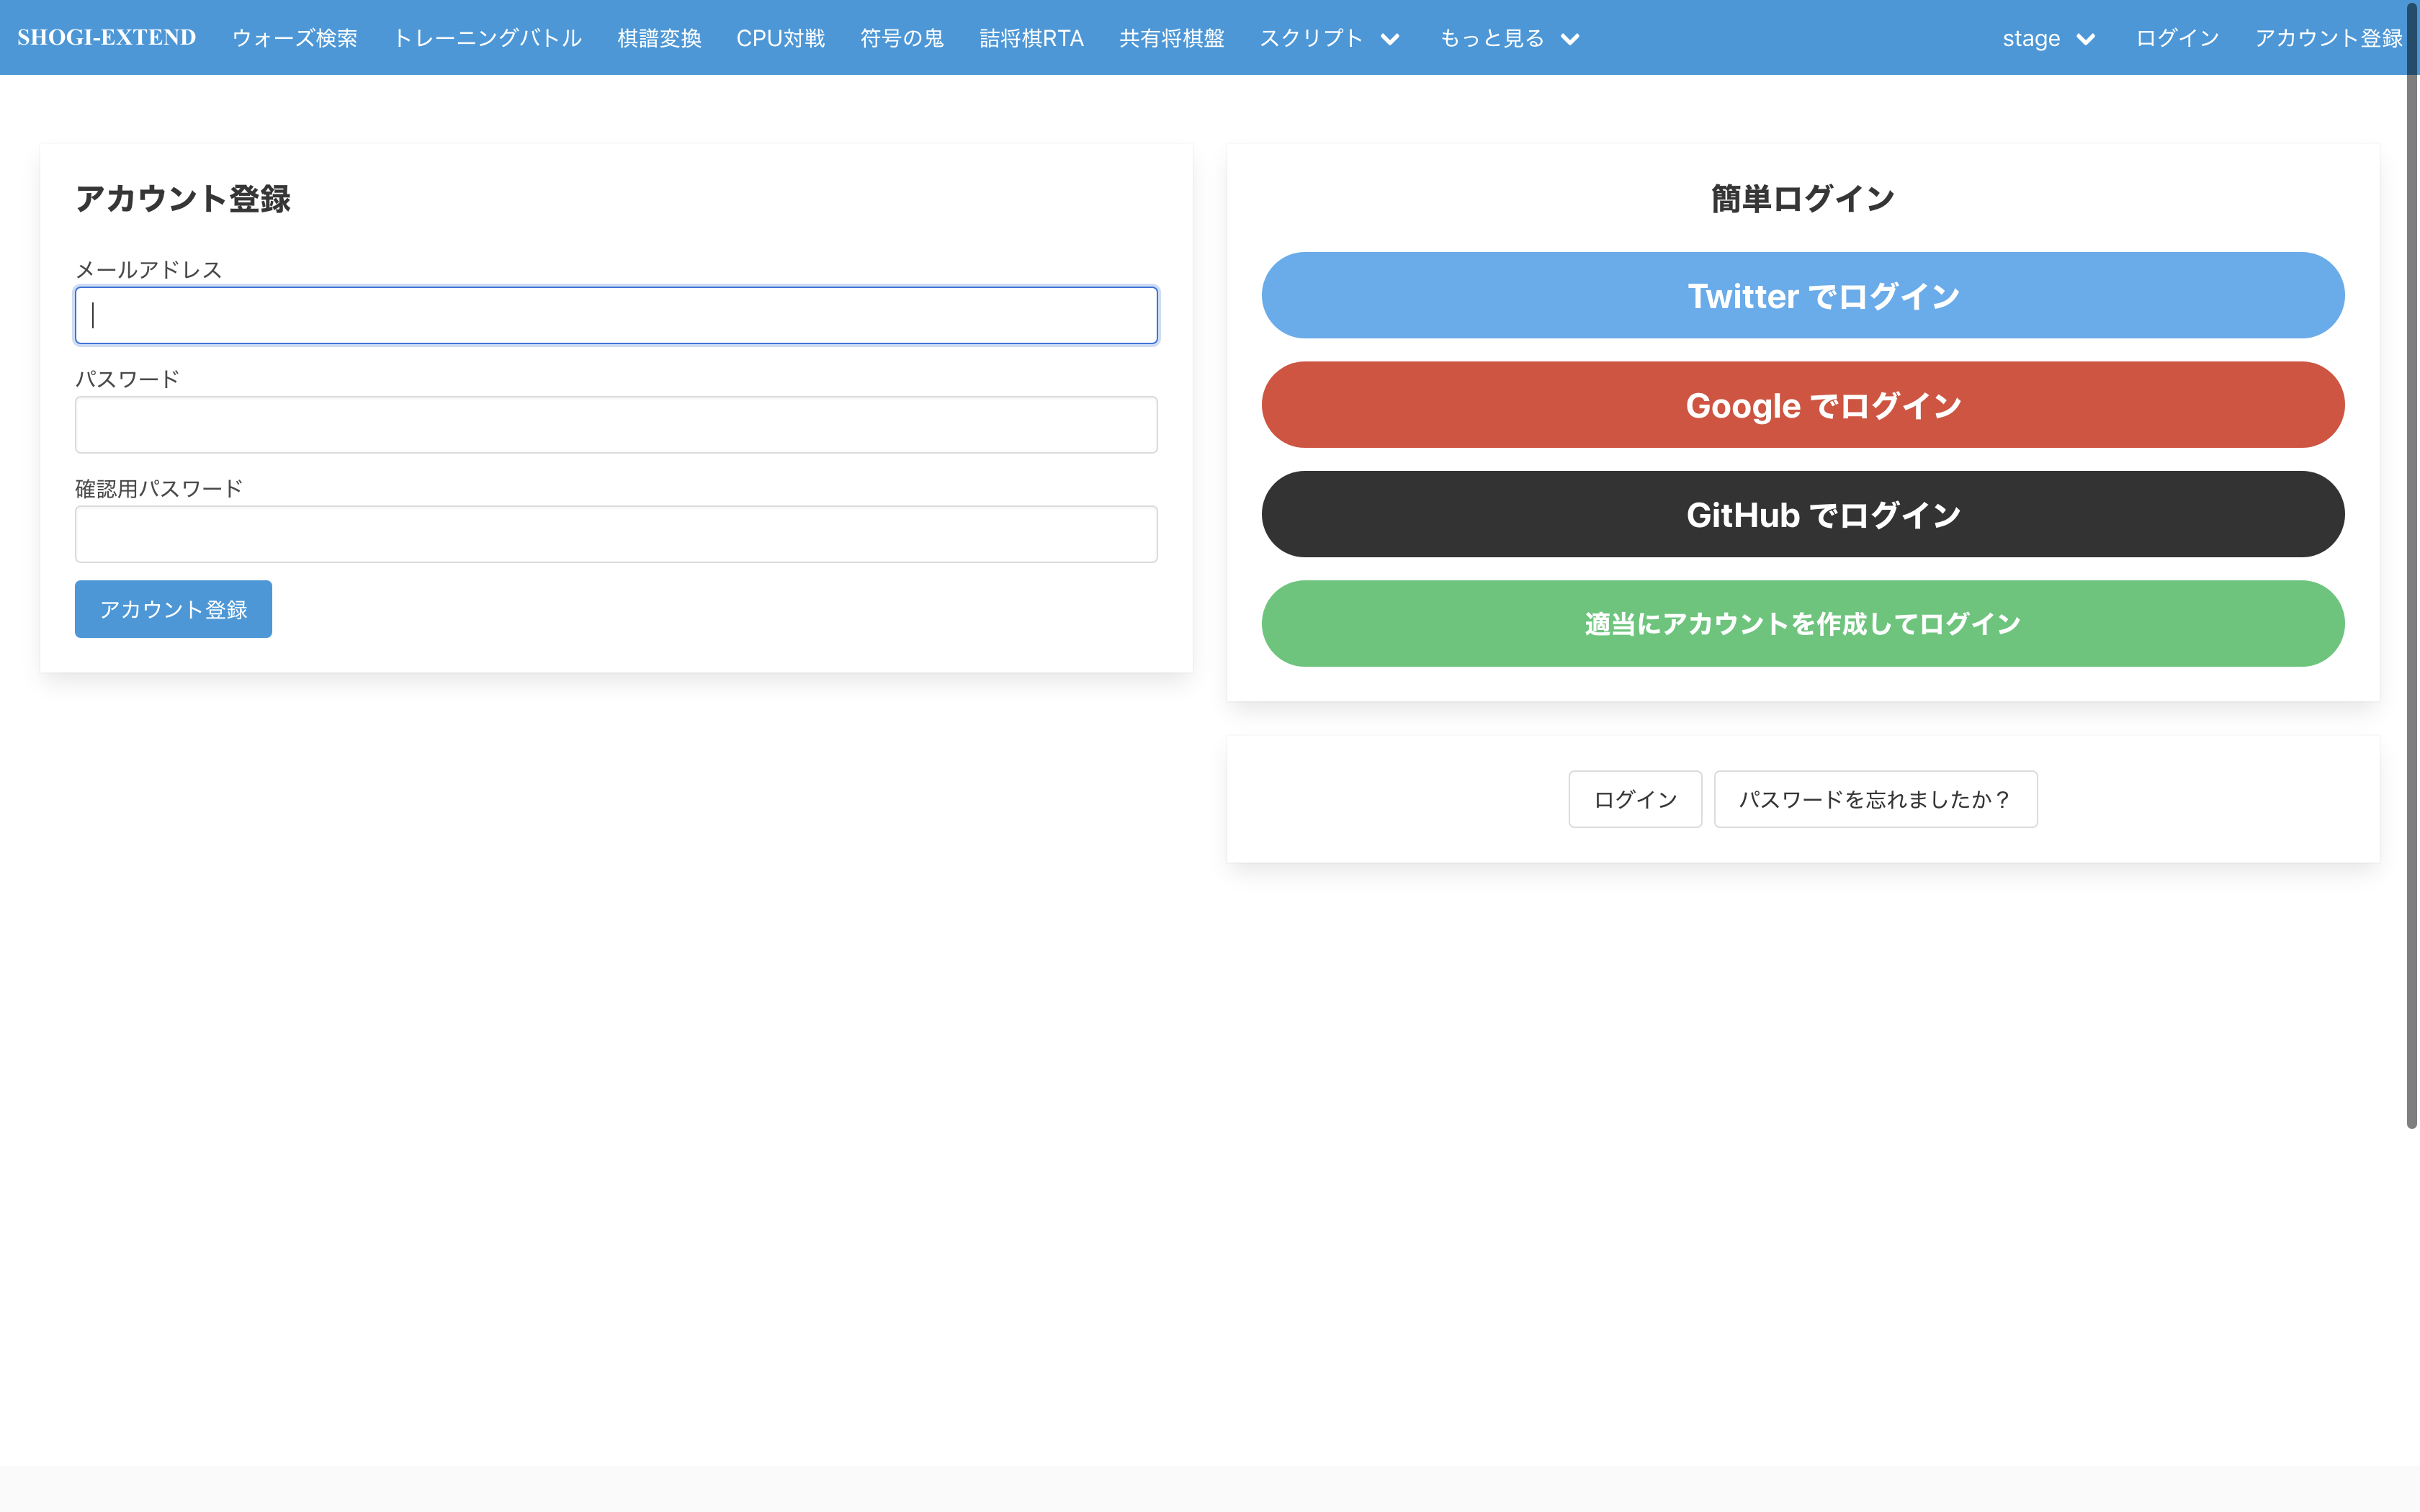 SHOGI-EXTEND ウォーズ検索 トレーニングバトル 棋譜変換 CPU対戦 符号の鬼 詰将棋RTA 共有将棋盤 スクリプト もっと見る stage ログイン アカウント登録
アカウント登録
メールアドレス
パスワード
確認用パスワード
アカウント登録
簡単ログイン
Twitter でログイン
Google でログイン
GitHub でログイン
適当にアカウントを作成してログイン
ログイン パスワードを忘れましたか？